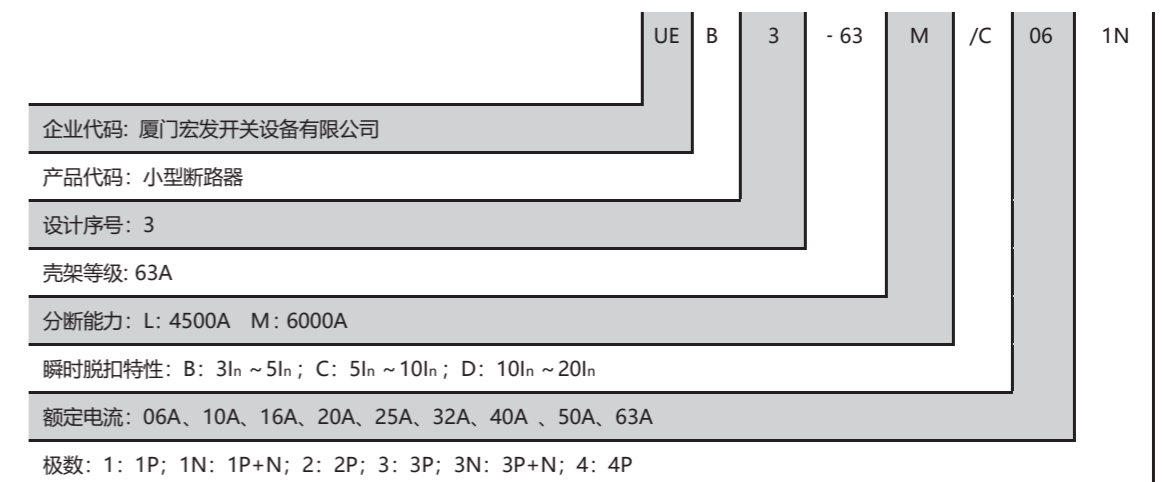 UE B 3 - 63 M /C 06 1N
企业代码: 厦门宏发开关设备有限公司
产品代码：小型断路器
设计序号：3
壳架等级: 63A
分断能力：L: 4500A M : 6000A
瞬时脱扣特性：B：3In ~ 5In ；C：5In ~ 10In ；D：10In ~ 20In
额定电流：06A、10A、16A、20A、25A、32A、40A 、50A、63A
极数：1：1P；1N：1P+N；2：2P；3：3P；3N：3P+N；4：4P